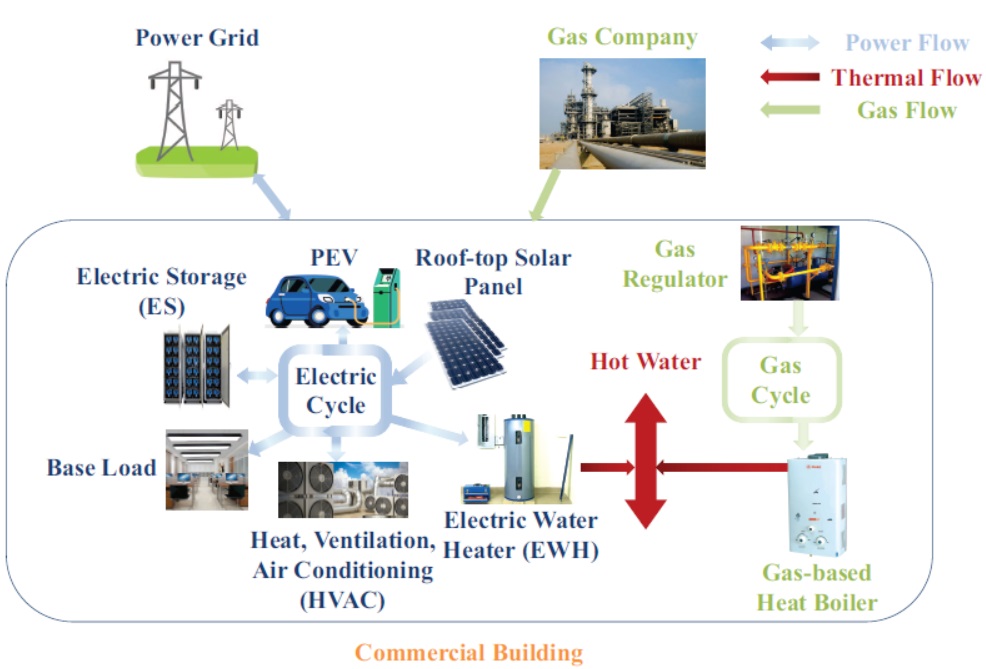 Power Grid
Gas Company
Power Flow
Thermal Flow
Gas Flow
Electric Storage
(ES)
PEV
Roof-top Solar
Panel
Gas
Regulator
Electric
Cycle
Hot Water
Gas
Cycle
Base Load
Heat, Ventilation,
Air Conditioning
(HVAC)
Electric Water
Heater (EWH)
Gas-based
Heat Boiler
Commercial Building